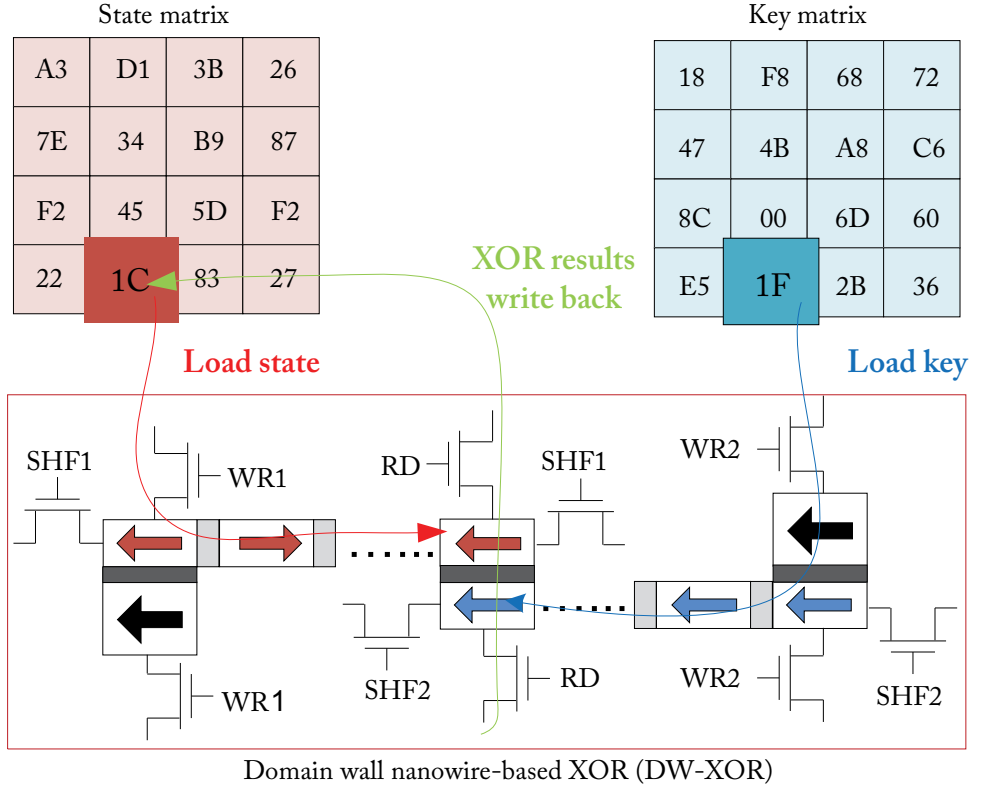 State matrix
Key matrix
A3 D1 3B 26
7E 34 B9 87
F2 45 5D F2
22 1C 83 27
18 F8 68 72
47 4B A8 C6
8C 00 6D 60
E5 1F 2B 36
XOR results
write back
Load state
Load key
SHF1
WR1
RD
SHF1
WR2
SHF2
WR1
RD
WR2
SHF2
Domain wall nanowire-based XOR (DW-XOR)